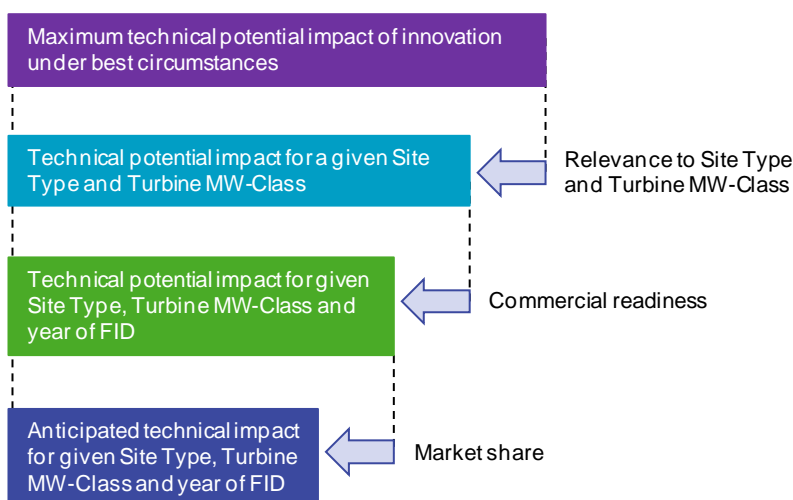 Maximum technical potential impact of innovation
under best circumstances
Technical potential impact for a given Site
Type and Turbine MW-Class
Relevance to Site Type
and Turbine MW-Class
Technical potential impact for given
Site Type, Turbine MW-Class and
year of FID
Commercial readiness
Anticipated technical impact
for given Site Type, Turbine
MW-Class and year of FID
Market share